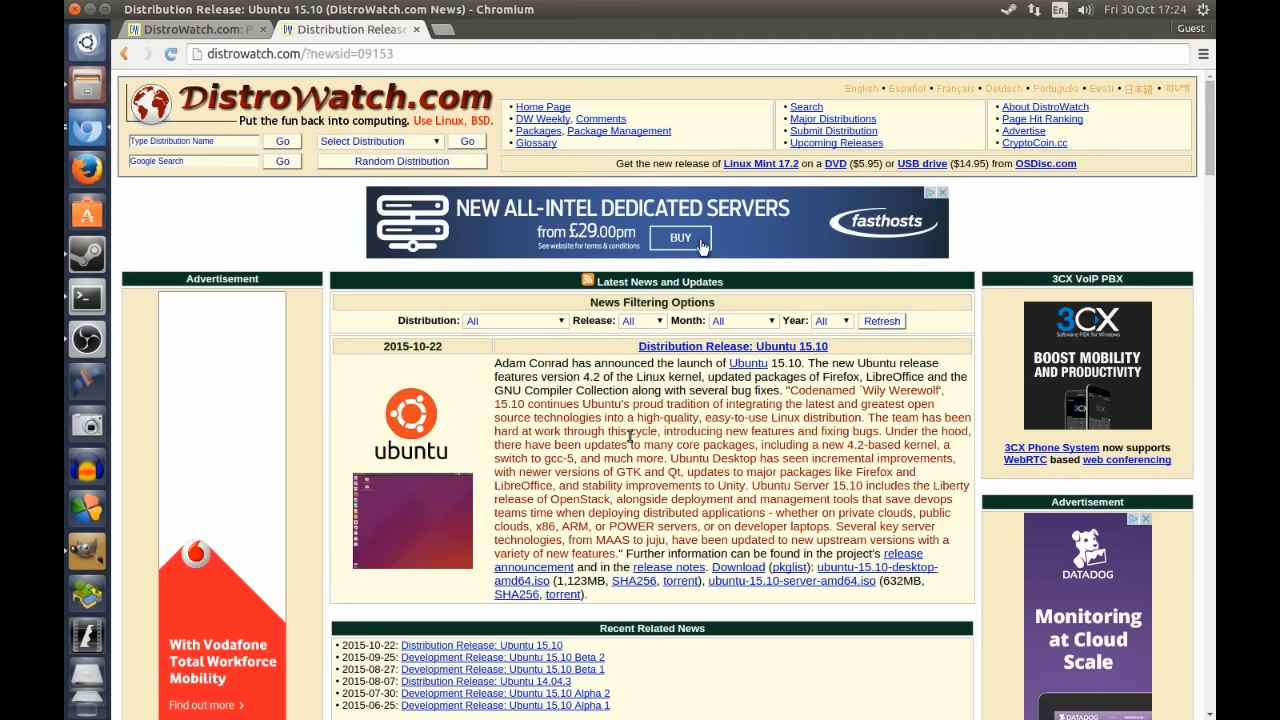 Distribution Release: Ubuntu 15.10 (DistroWatch.com News) - Chromium
En
Fri 30 Oct 17:24
DistroWatch.com: P
Distribution Relea
Guest
distrowatch.com/?newsid=09153
DistroWatch.com
Put the fun back into computing. Use Linux, BSD.
English • Español • Français • Deutsch • Português • Eesti • 日本語 • বাংলা
• Home Page
• DW Weekly, Comments
• Packages, Package Management
• Glossary
• Search
• Major Distributions
• Submit Distribution
• Upcoming Releases
• About DistroWatch
• Page Hit Ranking
• Advertise
• CryptoCoin.cc
Type Distribution Name Go Select Distribution Go
Google Search Go Random Distribution
Get the new release of Linux Mint 17.2 on a DVD ($5.95) or USB drive ($14.95) from OSDisc.com
NEW ALL-INTEL DEDICATED SERVERS
from £29.00pm
See website for terms & conditions
BUY
fasthosts
Advertisement
With Vodafone
Total Workforce
Mobility
Find out more >
Latest News and Updates
News Filtering Options
Distribution: All Release: All Month: All Year: All Refresh
2015-10-22 Distribution Release: Ubuntu 15.10
ubuntu
Adam Conrad has announced the launch of Ubuntu 15.10. The new Ubuntu release
features version 4.2 of the Linux kernel, updated packages of Firefox, LibreOffice and the
GNU Compiler Collection along with several bug fixes. "Codenamed `Wily Werewolf',
15.10 continues Ubuntu's proud tradition of integrating the latest and greatest open
source technologies into a high-quality, easy-to-use Linux distribution. The team has been
hard at work through this cycle, introducing new features and fixing bugs. Under the hood,
there have been updates to many core packages, including a new 4.2-based kernel, a
switch to gcc-5, and much more. Ubuntu Desktop has seen incremental improvements,
with newer versions of GTK and Qt, updates to major packages like Firefox and
LibreOffice, and stability improvements to Unity. Ubuntu Server 15.10 includes the Liberty
release of OpenStack, alongside deployment and management tools that save devops
teams time when deploying distributed applications - whether on private clouds, public
clouds, x86, ARM, or POWER servers, or on developer laptops. Several key server
technologies, from MAAS to juju, have been updated to new upstream versions with a
variety of new features." Further information can be found in the project's release
announcement and in the release notes. Download (pkglist): ubuntu-15.10-desktop-
amd64.iso (1,123MB, SHA256, torrent), ubuntu-15.10-server-amd64.iso (632MB,
SHA256, torrent).
Recent Related News
• 2015-10-22: Distribution Release: Ubuntu 15.10
• 2015-09-25: Development Release: Ubuntu 15.10 Beta 2
• 2015-08-27: Development Release: Ubuntu 15.10 Beta 1
• 2015-08-07: Distribution Release: Ubuntu 14.04.3
• 2015-07-30: Development Release: Ubuntu 15.10 Alpha 2
• 2015-06-25: Development Release: Ubuntu 15.10 Alpha 1
3CX VoIP PBX
3CX
Software PBX for Windows
BOOST MOBILITY
AND PRODUCTIVITY
3CX Phone System now supports
WebRTC based web conferencing
Advertisement
DATADOG
Monitoring
at Cloud
Scale